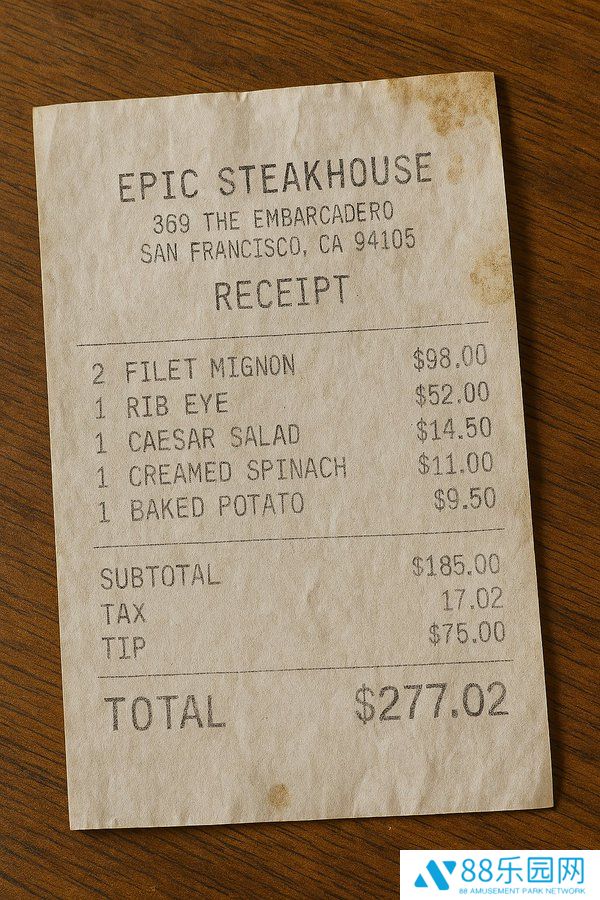 EPIC STEAKHOUSE
369 THE EMBARCADERO
SAN FRANCISCO, CA 94105
RECEIPT
2 FILET MIGNON $98.00
1 RIB EYE $52.00
1 CAESAR SALAD $14.50
1 CREAMED SPINACH $11.00
1 BAKED POTATO $9.50
SUBTOTAL $185.00
TAX 17.02
TIP $75.00
TOTAL $277.02
88乐园网
88 AMUSEMENT PARK NETWORK